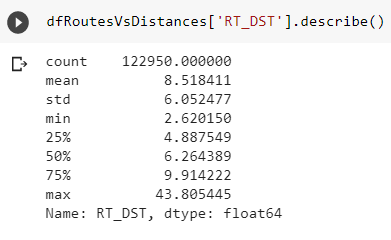 dfRoutesVsDistances['RT_DST'].describe()
count    122950.000000
mean          8.518411
std           6.052477
min           2.620150
25%           4.887549
50%           6.264389
75%           9.914222
max          43.805445
Name: RT_DST, dtype: float64